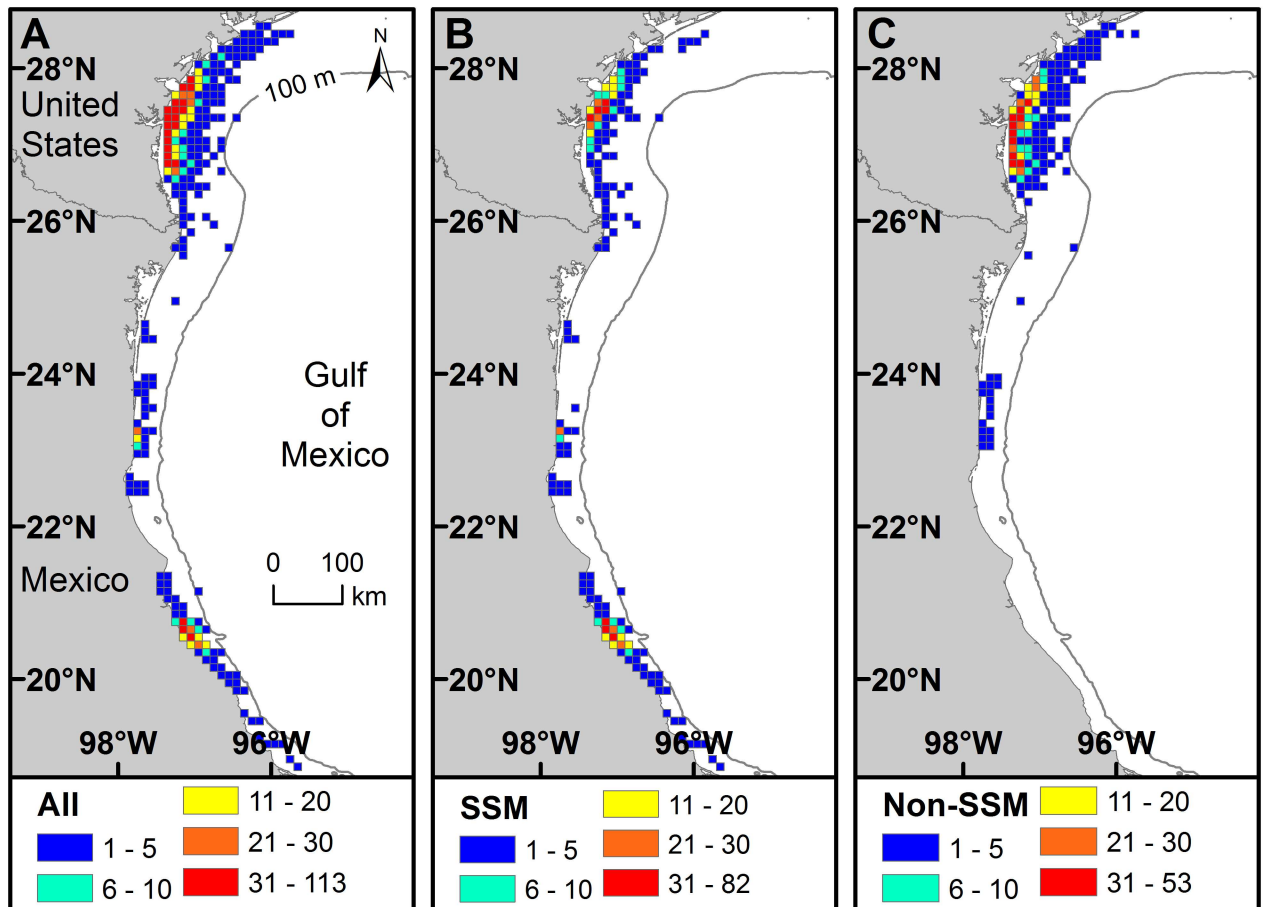 A
N
28°N
100 m
United
States
26°N
24°N
Gulf
of
Mexico
22°N
0 100
km
Mexico
20°N
98°W 96°W
All
1 - 5
6 - 10
11 - 20
21 - 30
31 - 113
B
28°N
26°N
24°N
22°N
20°N
98°W 96°W
SSM
1 - 5
6 - 10
11 - 20
21 - 30
31 - 82
C
28°N
26°N
24°N
22°N
20°N
98°W 96°W
Non-SSM
1 - 5
6 - 10
11 - 20
21 - 30
31 - 53